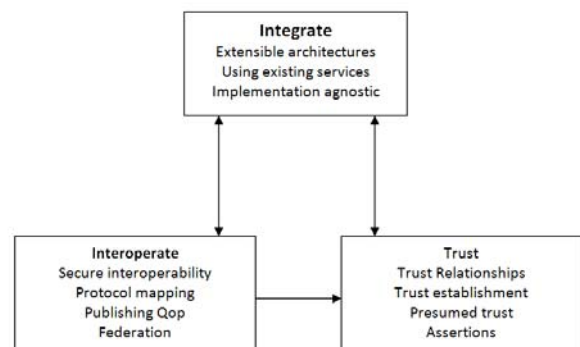 Integrate
Extensible architectures
Using existing services
Implementation agnostic
Interoperate
Secure interoperability
Protocol mapping
Publishing Qop
Federation
Trust
Trust Relationships
Trust establishment
Presumed trust
Assertions